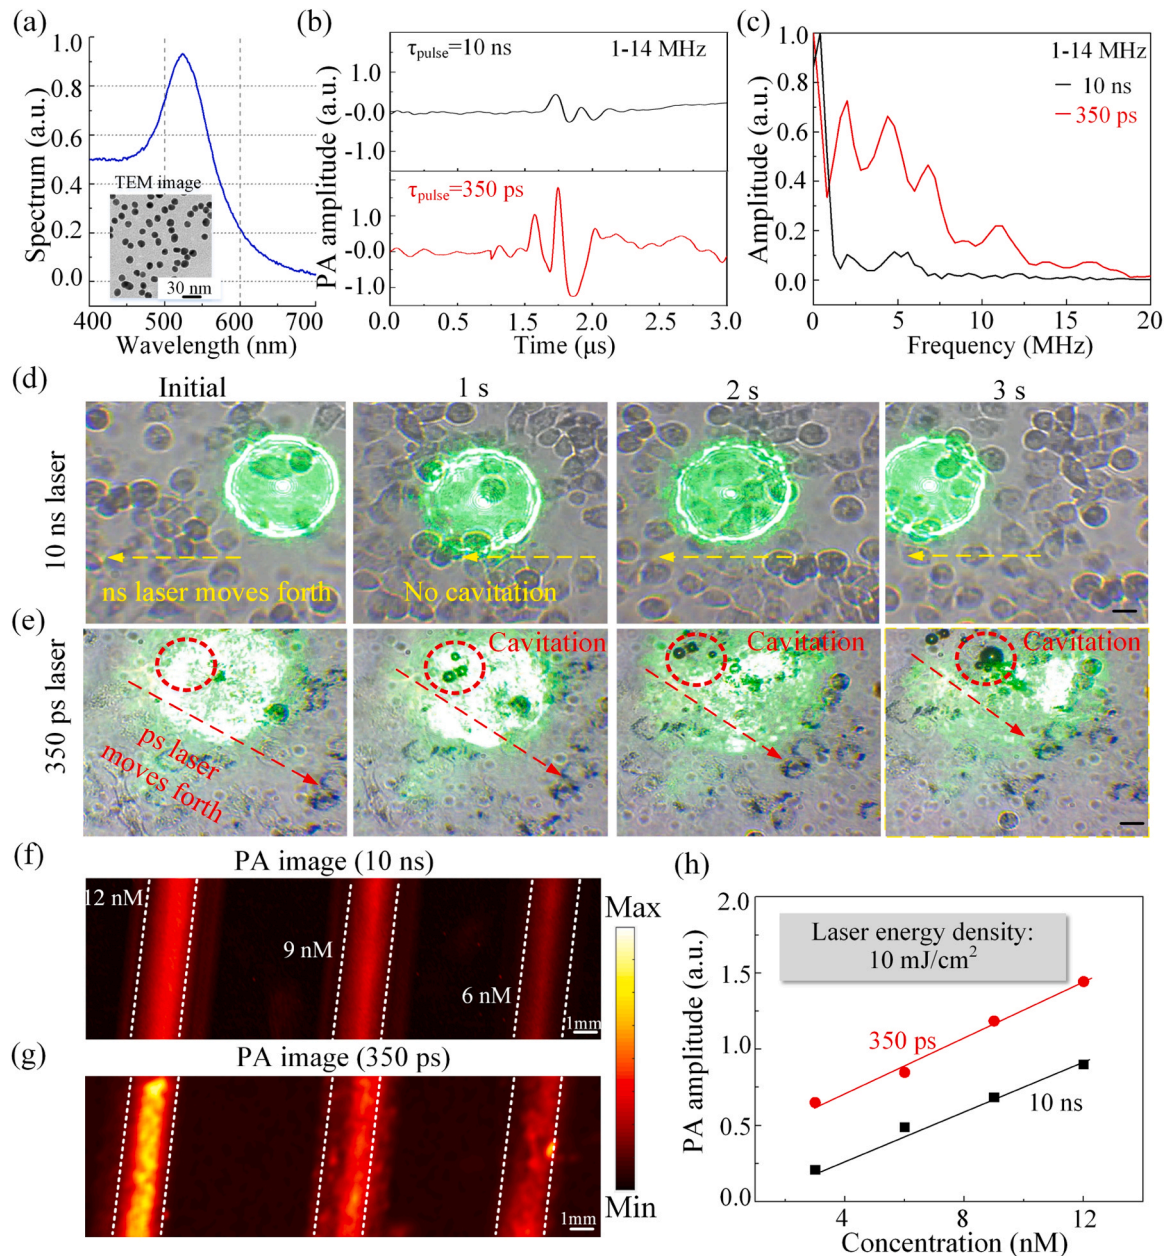 (a)
1.0
0.8
0.6
0.4
0.2
0.0
Spectrum (a.u.)
TEM image
30 nm
400
500
600
700
Wavelength (nm)
(b)
τpulse=10 ns
1-14 MHz
1.0
-0.0
-1.0
τpulse=350 ps
1.0
-0.0
-1.0
PA amplitude (a.u.)
0.0
1.0
1.5
2.0
3.0
Time (μs)
(c)
1-14 MHz
10 ns
350 ps
1.0
0.8
0.6
0.4
0.2
0.0
Amplitude (a.u.)
0
5
10
15
20
Frequency (MHz)
(d)
Initial
1 s
2 s
3 s
10 ns laser
ns laser moves forth
No cavitation
(e)
350 ps laser
ps laser
moves forth
Cavitation
Cavitation
Cavitation
(f)
PA image (10 ns)
12 nM
9 nM
6 nM
1mm
(g)
PA image (350 ps)
1mm
Max
Min
(h)
Laser energy density:
10 mJ/cm²
350 ps
10 ns
2.0
1.5
1.0
0.5
0.0
PA amplitude (a.u.)
4
8
12
Concentration (nM)